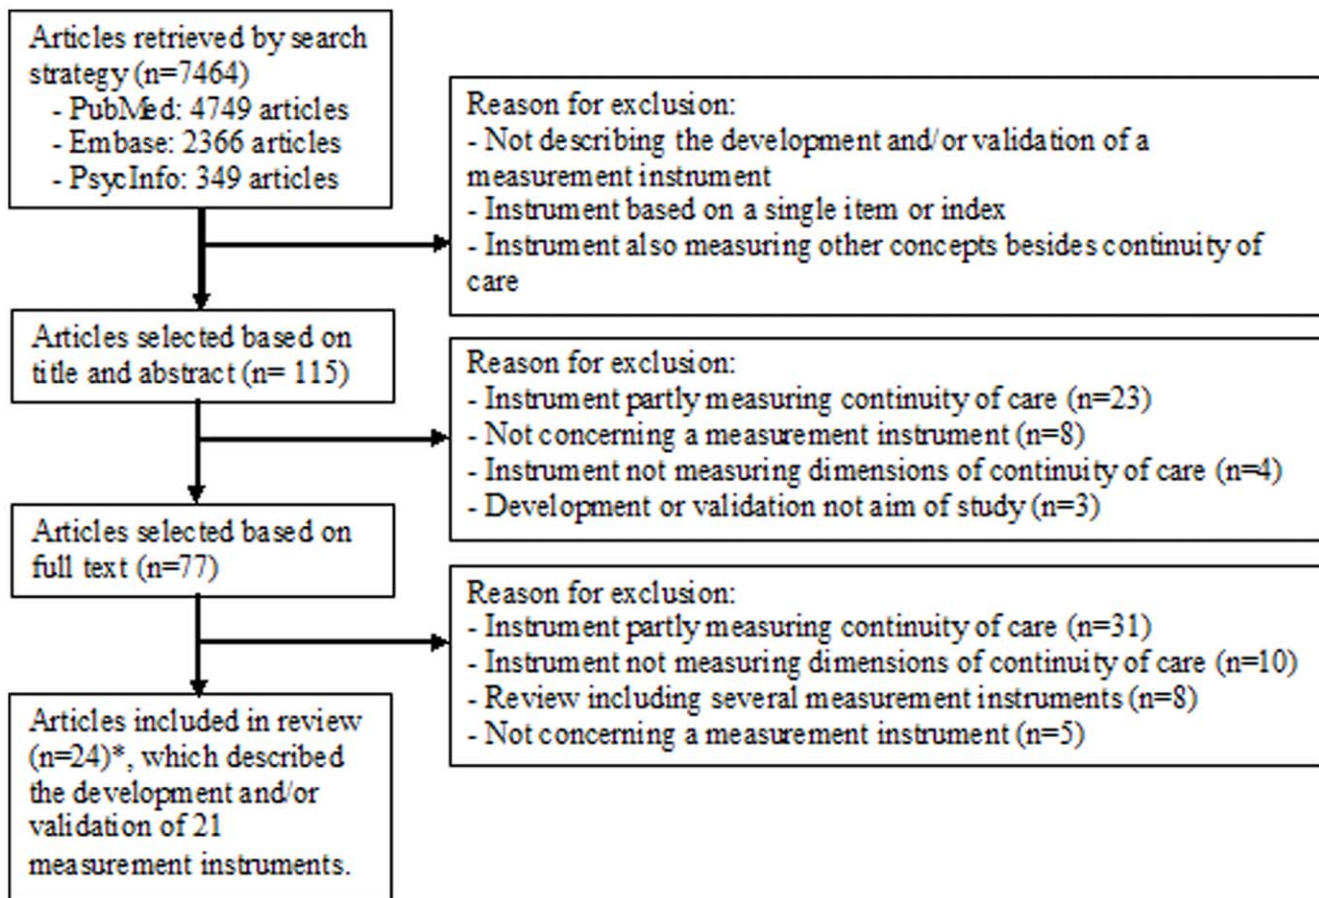 Articles retrieved by search
strategy (n=7464)
- PubMed: 4749 articles
- Embase: 2366 articles
- PsycInfo: 349 articles
Reason for exclusion:
- Not describing the development and/or validation of a
measurement instrument
- Instrument based on a single item or index
- Instrument also measuring other concepts besides continuity of
care
Articles selected based on
title and abstract (n= 115)
Reason for exclusion:
- Instrument partly measuring continuity of care (n=23)
- Not concerning a measurement instrument (n=8)
- Instrument not measuring dimensions of continuity of care (n=4)
- Development or validation not aim of study (n=3)
Articles selected based on
full text (n=77)
Reason for exclusion:
- Instrument partly measuring continuity of care (n=31)
- Instrument not measuring dimensions of continuity of care (n=10)
- Review including several measurement instruments (n=8)
- Not concerning a measurement instrument (n=5)
Articles included in review
(n=24)*, which described
the development and/or
validation of 21
measurement instruments.